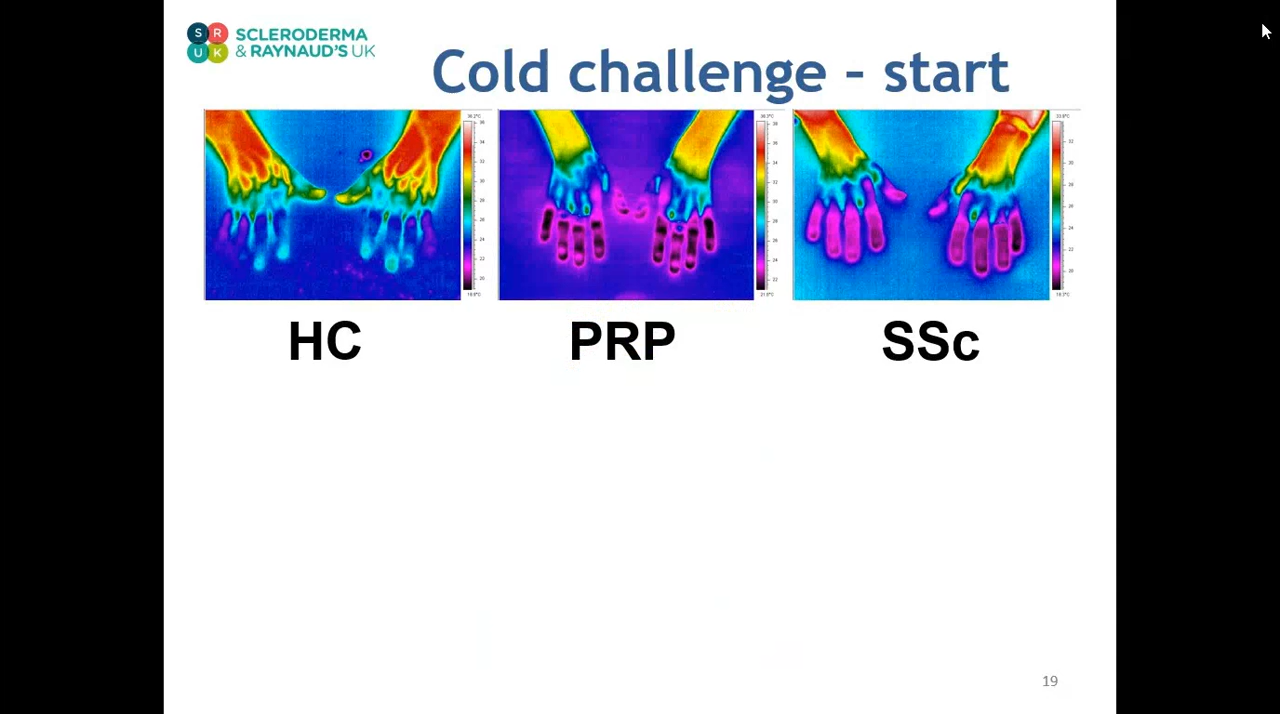 SCLERODERMA
& RAYNAUD'S UK
S R
U K
Cold challenge - start
HC
PRP
SSc
19